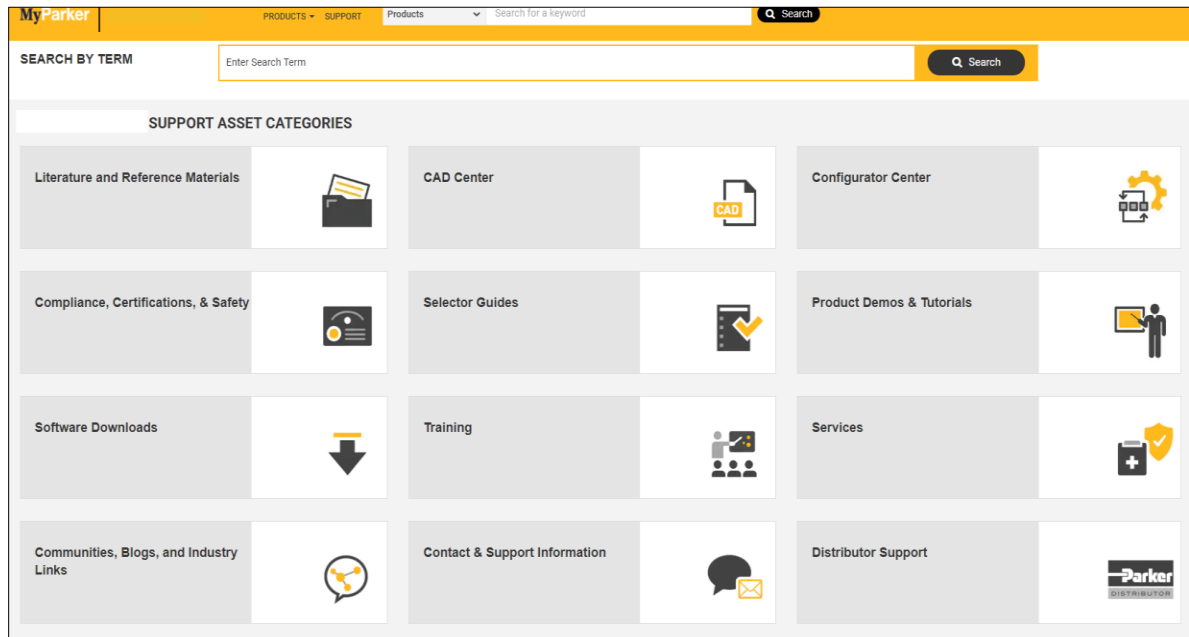 MyParker PRODUCTS SUPPORT Products Search for a keyword Search
SEARCH BY TERM Enter Search Term Search
SUPPORT ASSET CATEGORIES
Literature and Reference Materials
CAD Center
CAD
Configurator Center
Compliance, Certifications, & Safety
Selector Guides
Product Demos & Tutorials
Software Downloads
Training
Services
Communities, Blogs, and Industry
Links
Contact & Support Information
Distributor Support
Parker
DISTRIBUTOR